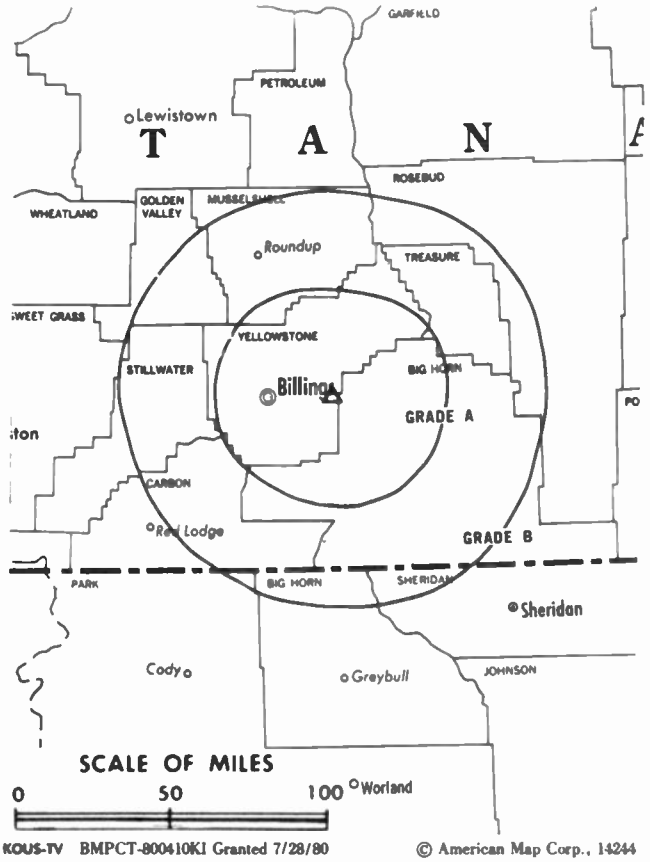 GARFIELD
PETROLEUM
Lewistown
T A N A
ROSEBUD
WHEATLAND
GOLDEN
VALLEY
MUSSELSHELL
Roundup
TREASURE
SWEET GRASS
YELLOWSTONE
STILLWATER
BIG HORN
Billings
PO
GRADE A
ston
CARBON
Red Lodge
GRADE B
PARK
BIG HORN
SHERIDAN
Sheridan
Cody
Greybull
JOHNSON
SCALE OF MILES
0 50 100
Worland
KOUS-TV BMPCT-800410KI Granted 7/28/80 © American Map Corp., 14244